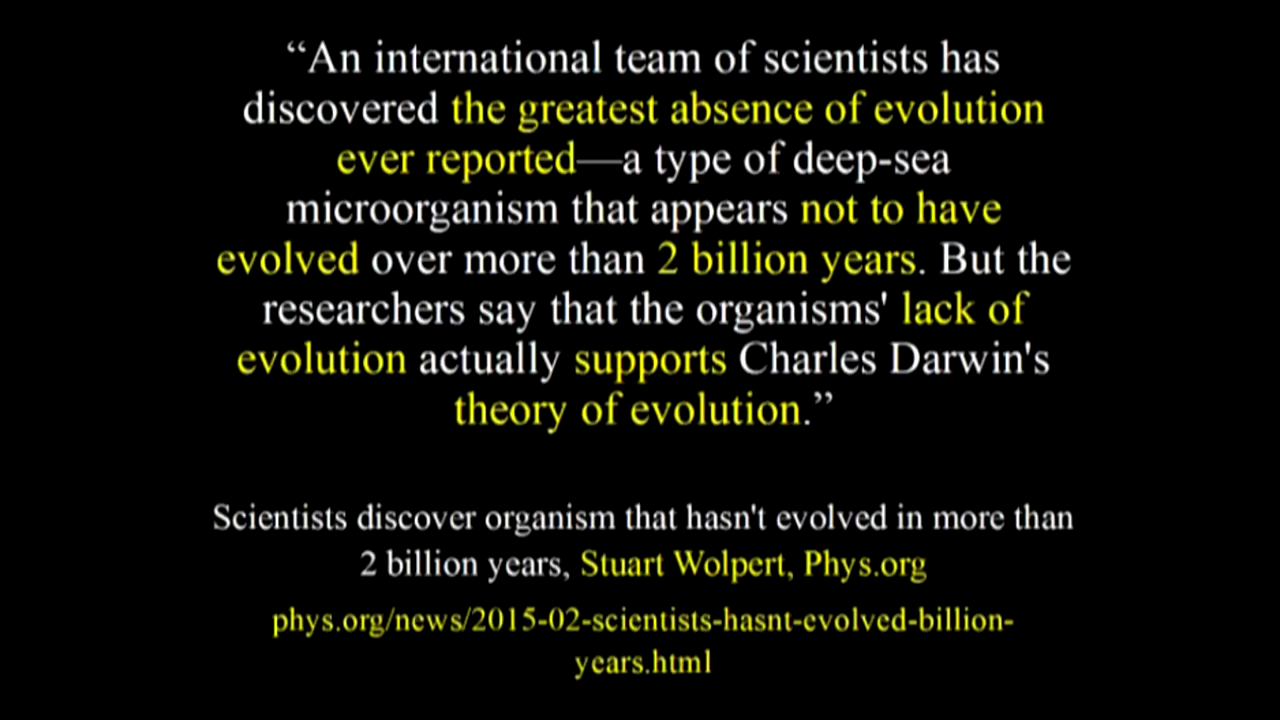 “An international team of scientists has
discovered the greatest absence of evolution
ever reported—a type of deep-sea
microorganism that appears not to have
evolved over more than 2 billion years. But the
researchers say that the organisms' lack of
evolution actually supports Charles Darwin's
theory of evolution.”
Scientists discover organism that hasn't evolved in more than
2 billion years, Stuart Wolpert, Phys.org
phys.org/news/2015-02-scientists-hasnt-evolved-billion-
years.html